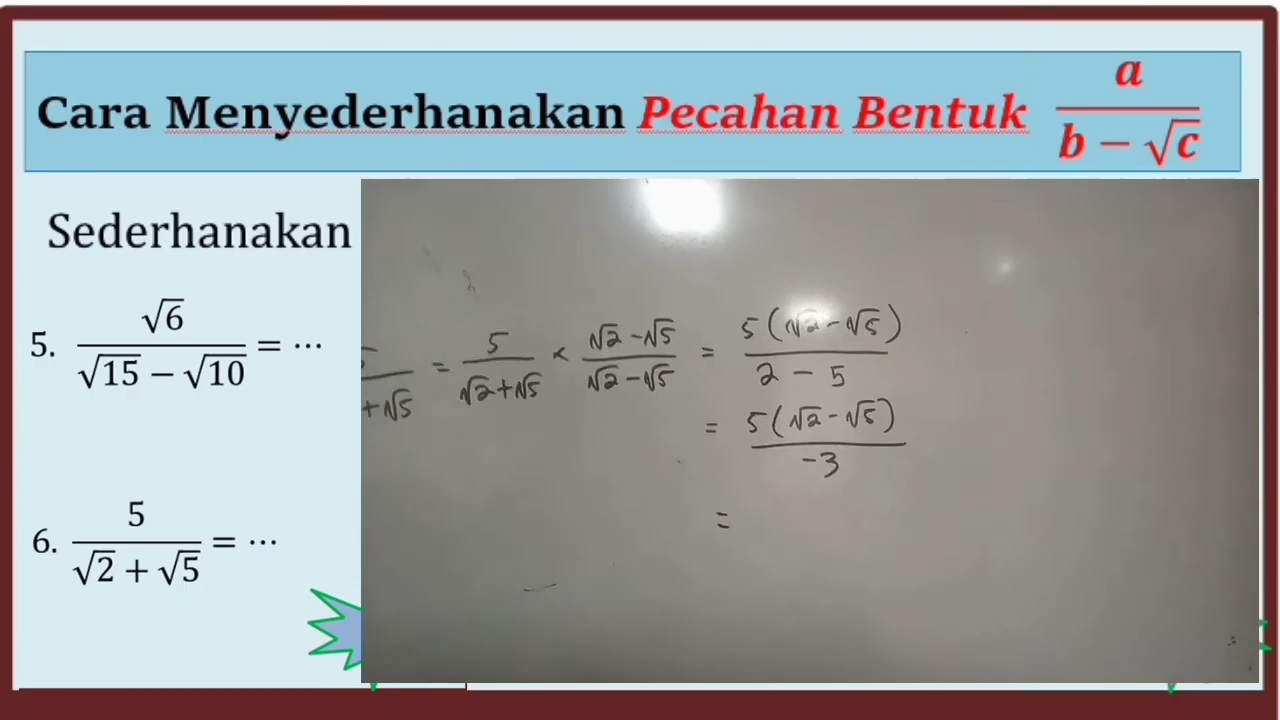 Cara Menyederhanakan Pecahan Bentuk a / (b − √c)
Sederhanakan
5. √6 / (√15 − √10) = ⋯
6. 5 / (√2 + √5) = ⋯
+√5 = 5 / (√2+√5) × (√2−√5) / (√2−√5) = 5(√2−√5) / (2 − 5)
= 5(√2−√5) / −3
=